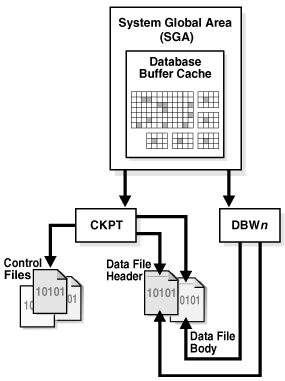 System Global Area
(SGA)
Database
Buffer Cache
CKPT
DBWn
Control
Files
Data File
Header
10101
10101
0101
Data File
Body